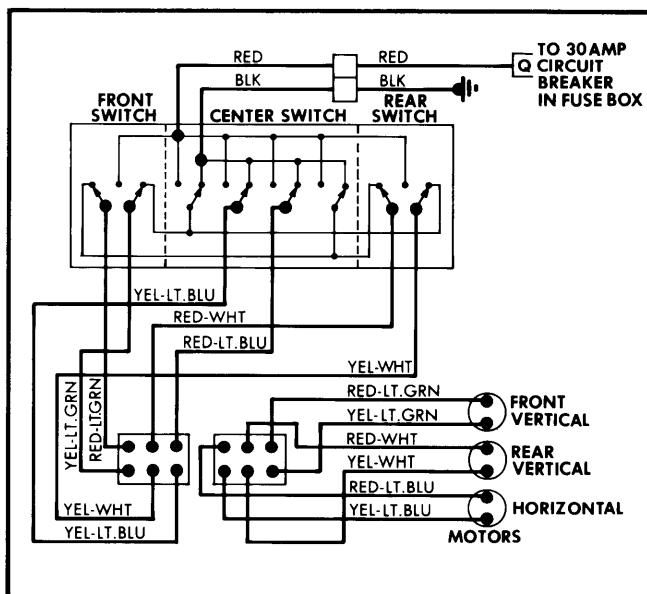 RED
RED
Q
TO 30 AMP
CIRCUIT
BREAKER
IN FUSE BOX
BLK
BLK
FRONT
SWITCH
CENTER SWITCH
REAR
SWITCH
YEL-LT.BLU
RED-WHT
RED-LT.BLU
YEL-WHT
YEL-LT.GRN
RED-LT.GRN
RED-LT.GRN
YEL-LT.GRN
FRONT
VERTICAL
RED-WHT
YEL-WHT
REAR
VERTICAL
RED-LT.BLU
YEL-LT.BLU
HORIZONTAL
YEL-WHT
YEL-LT.BLU
MOTORS